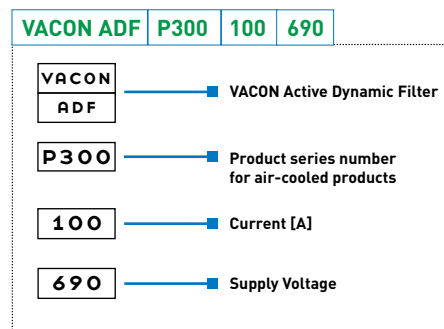 VACON ADF P300 100 690
VACON
ADF
VACON Active Dynamic Filter
P300
Product series number
for air-cooled products
100
Current [A]
690
Supply Voltage